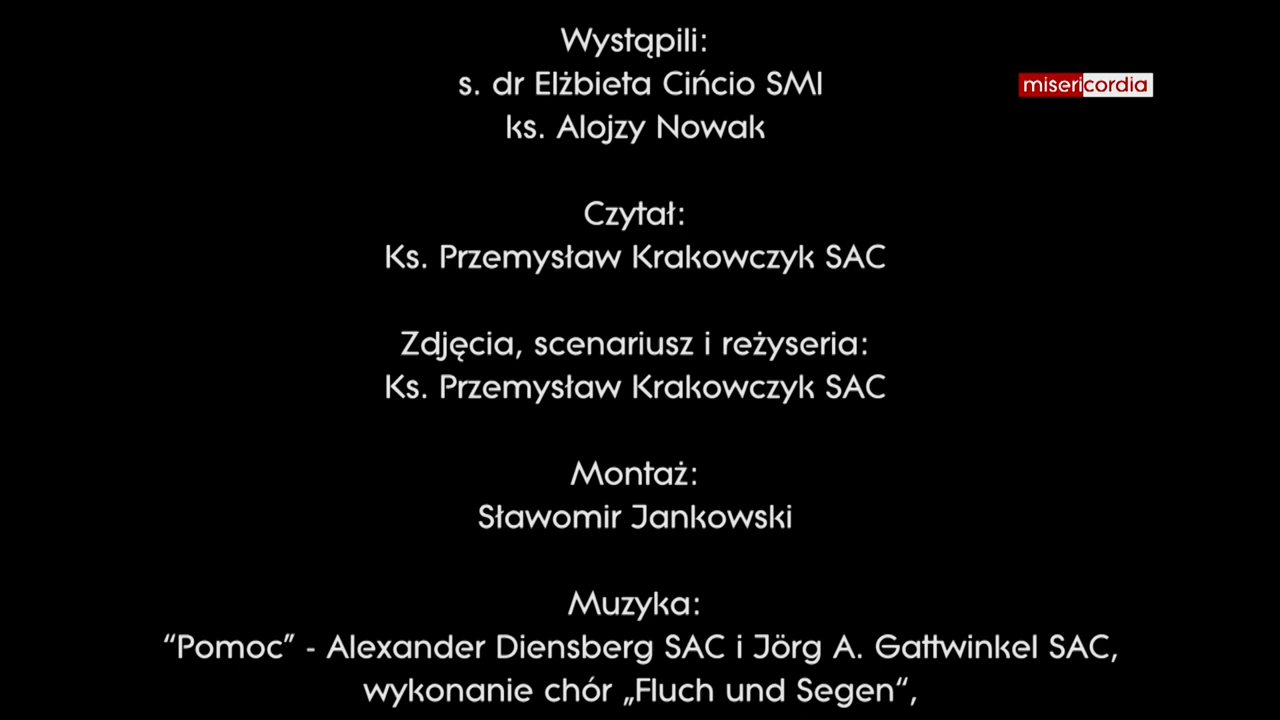 Wystąpili:
s. dr Elżbieta Cińcio SMI
misericordia
ks. Alojzy Nowak
Czytał:
Ks. Przemysław Krakowczyk SAC
Zdjęcia, scenariusz i reżyseria:
Ks. Przemysław Krakowczyk SAC
Montaż:
Sławomir Jankowski
Muzyka:
“Pomoc” - Alexander Diensberg SAC i Jörg A. Gattwinkel SAC,
wykonanie chór „Fluch und Segen“,